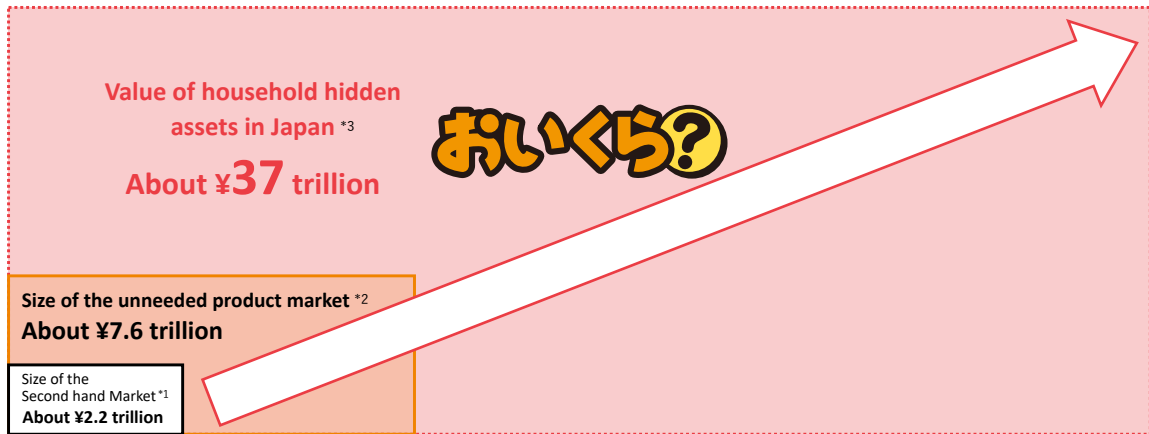 Value of household hidden
assets in Japan *3
About ¥37 trillion
おいくら?
Size of the unneeded product market *2
About ¥7.6 trillion
Size of the
Second hand Market *1
About ¥2.2 trillion